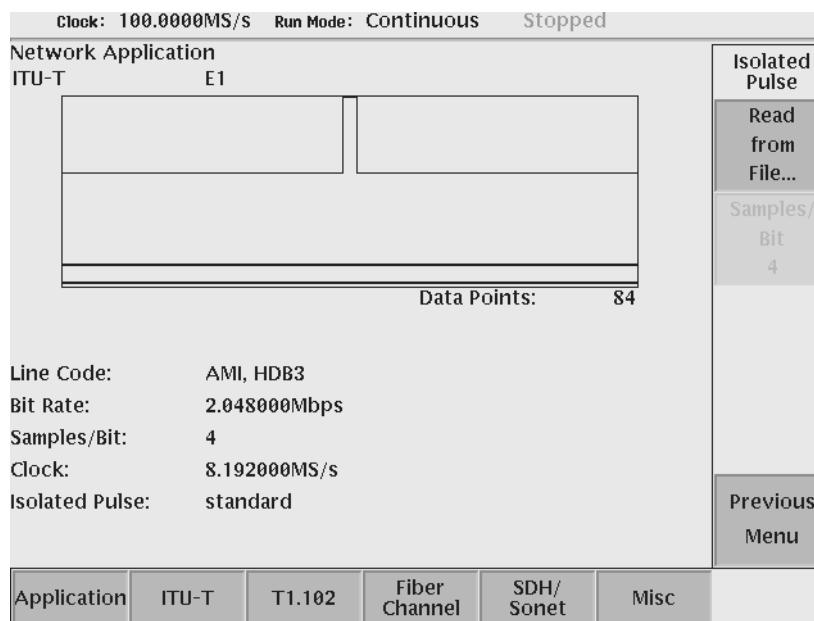 Clock: 100.0000MS/s Run Mode: Continuous Stopped
Network Application
ITU-T E1
Data Points: 84
Line Code: AMI, HDB3
Bit Rate: 2.048000Mbps
Samples/Bit: 4
Clock: 8.192000MS/s
Isolated Pulse: standard
Isolated
Pulse
Read
from
File...
Samples/
Bit
4
Previous
Menu
Application ITU-T T1.102 Fiber Channel SDH/ Sonet Misc